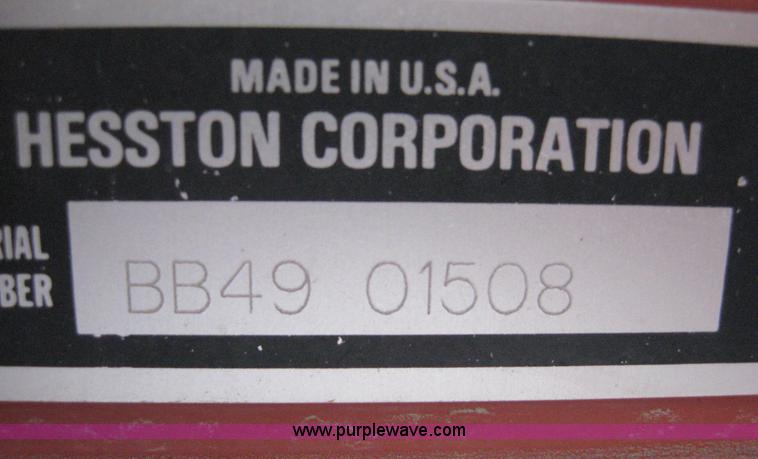 MADE IN U.S.A.
HESSTON CORPORATION
RIAL
BER
BB49 01508
www.purplewave.com